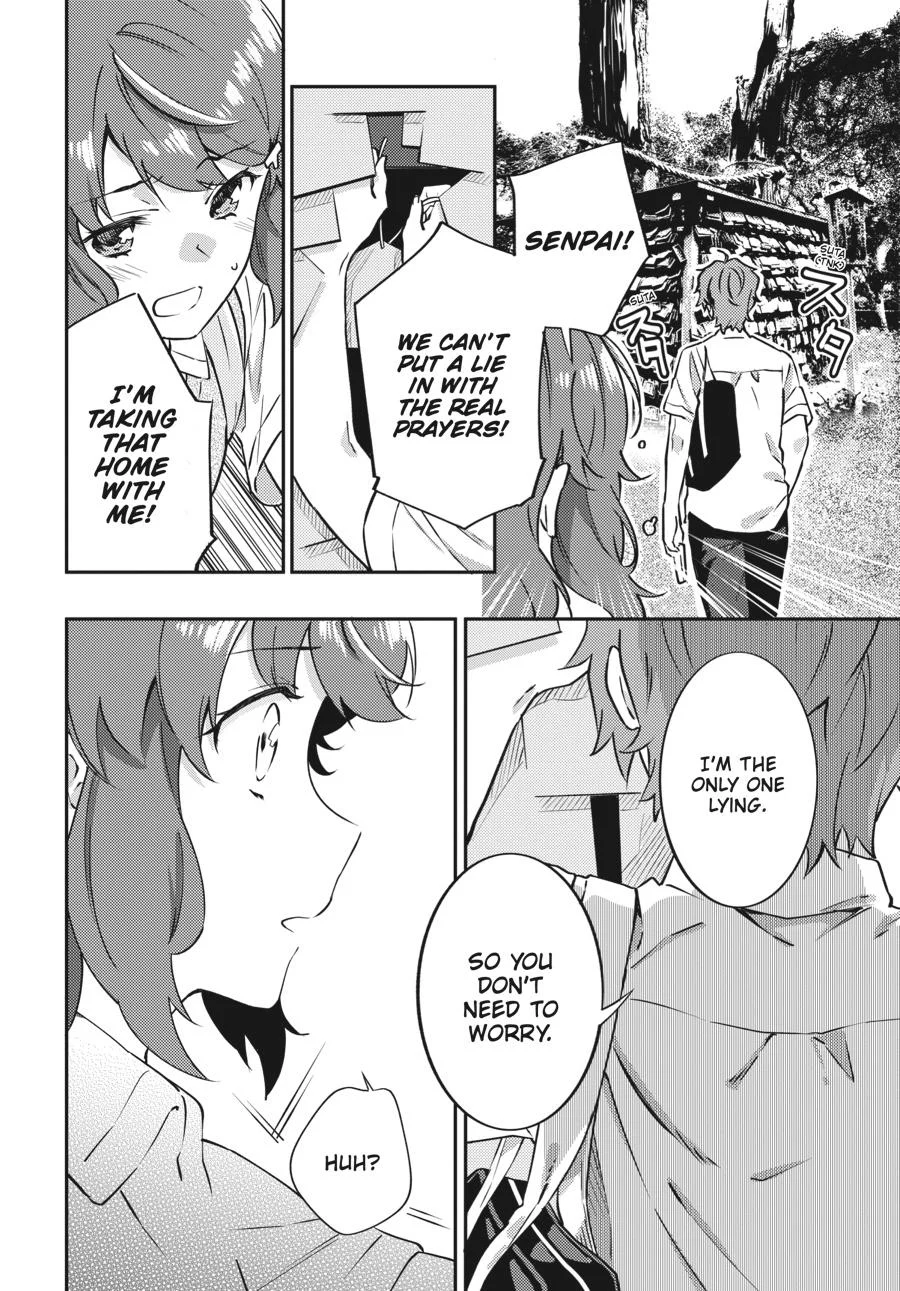 SUTA
(TNK)
スタ
SUTA
スタ
SENPAI!
WE CAN'T
PUT A LIE
IN WITH
THE REAL
PRAYERS!
I'M
TAKING
THAT
HOME
WITH
ME!
I'M THE
ONLY ONE
LYING.
SO YOU
DON'T
NEED TO
WORRY.
HUH?